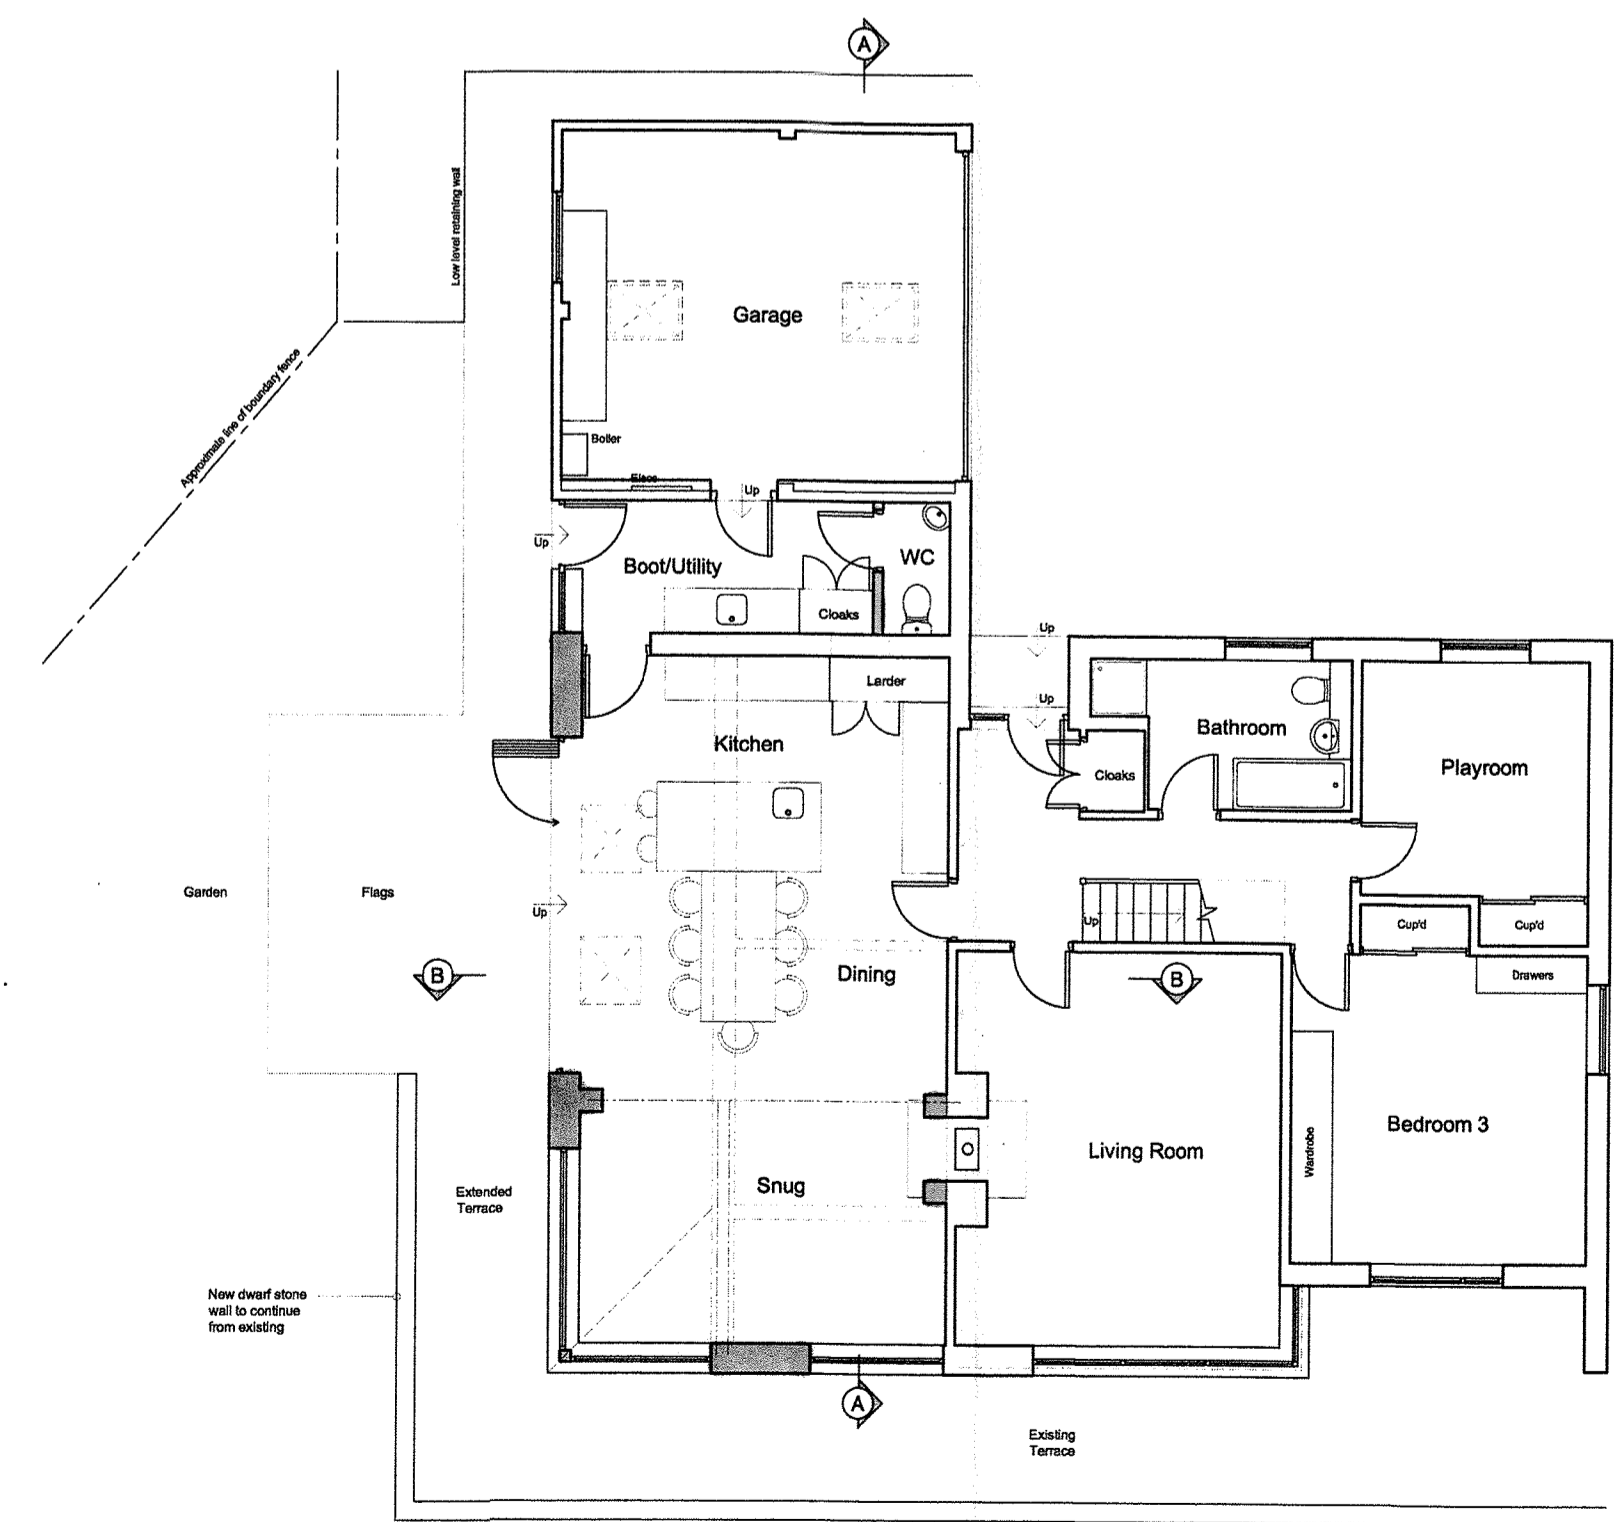 A
Low level retaining wall
Garage
Approximate line of boundary fence
Boiler
Elecs
Up
Up
Boot/Utility
WC
Cloaks
Up
Larder
Up
Kitchen
Bathroom
Cloaks
Playroom
Garden
Flags
Up
Up
Cup'd
Cup'd
B
Dining
B
Drawers
Bedroom 3
Wardrobe
Living Room
Snug
Extended
Terrace
New dwarf stone
wall to continue
from existing
A
Existing
Terrace